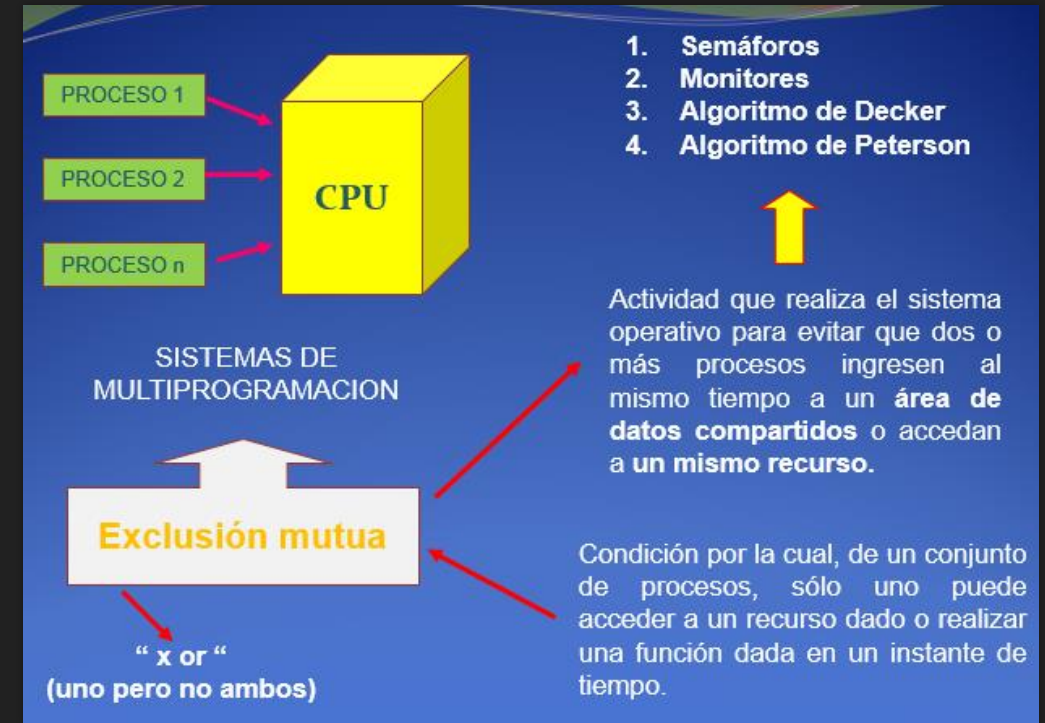 PROCESO 1
PROCESO 2
PROCESO n
CPU
SISTEMAS DE
MULTIPROGRAMACION
Exclusión mutua
“ x or “
(uno pero no ambos)
1. Semáforos
2. Monitores
3. Algoritmo de Decker
4. Algoritmo de Peterson
Actividad que realiza el sistema
operativo para evitar que dos o
más procesos ingresen al
mismo tiempo a un área de
datos compartidos o accedan
a un mismo recurso.
Condición por la cual, de un conjunto
de procesos, sólo uno puede
acceder a un recurso dado o realizar
una función dada en un instante de
tiempo.